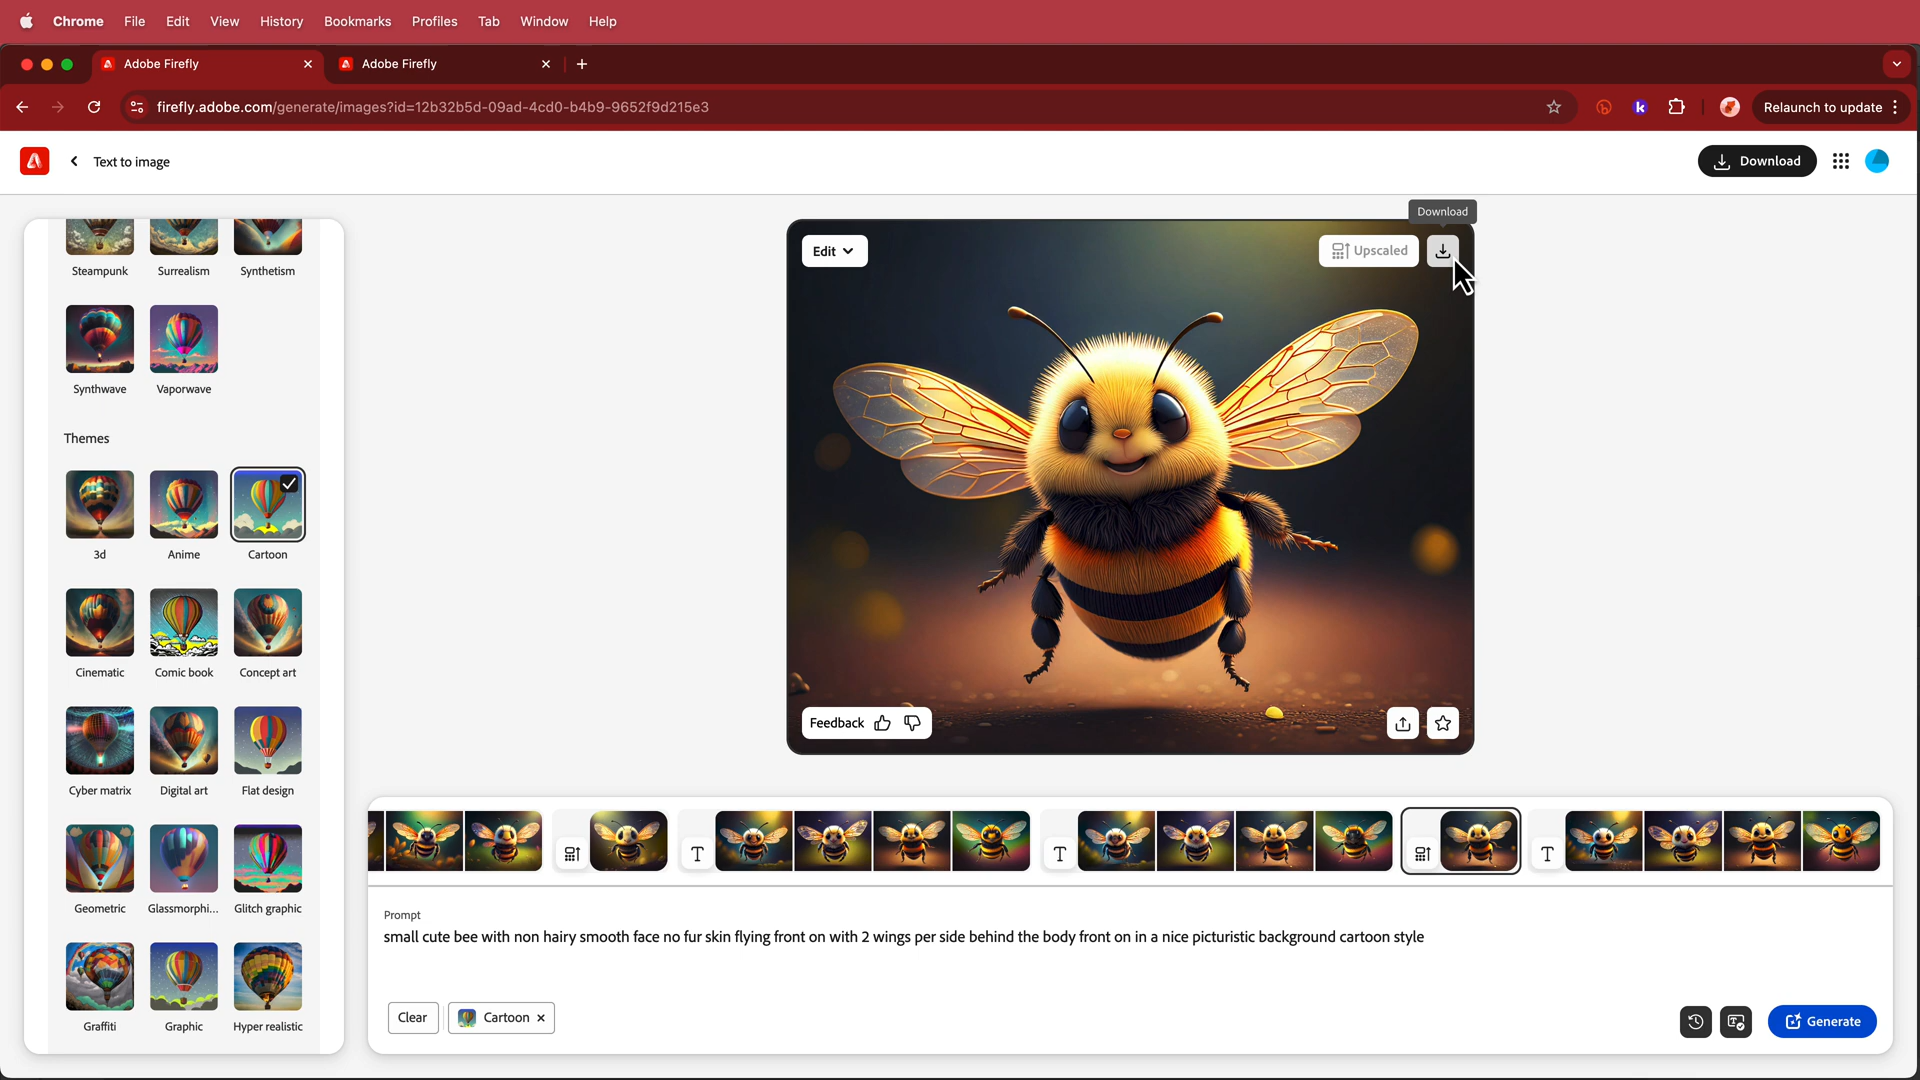 Chrome File Edit View History Bookmarks Profiles Tab Window Help
Adobe Firefly
Adobe Firefly
firefly.adobe.com/generate/images?id=12b32b5d-09ad-4cd0-b4b9-9652f9d215e3
k
Relaunch to update
Text to image
Download
Download
Edit
Upscaled
Steampunk Surrealism Synthetism
Synthwave Vaporwave
Themes
3d Anime Cartoon
Cinematic Comic book Concept art
Cyber matrix Digital art Flat design
Geometric Glassmorphi... Glitch graphic
Graffiti Graphic Hyper realistic
Feedback
T
T
T
Prompt
small cute bee with non hairy smooth face no fur skin flying front on with 2 wings per side behind the body front on in a nice picturistic background cartoon style
Clear
Cartoon
Generate